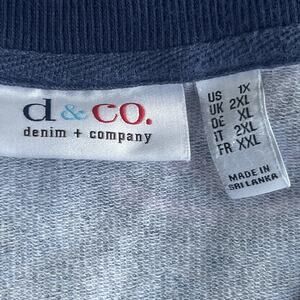 d & co.
denim + company
US 1X
UK 2XL
DE XL
IT 2XL
FR XXL
MADE IN
SRI LANKA